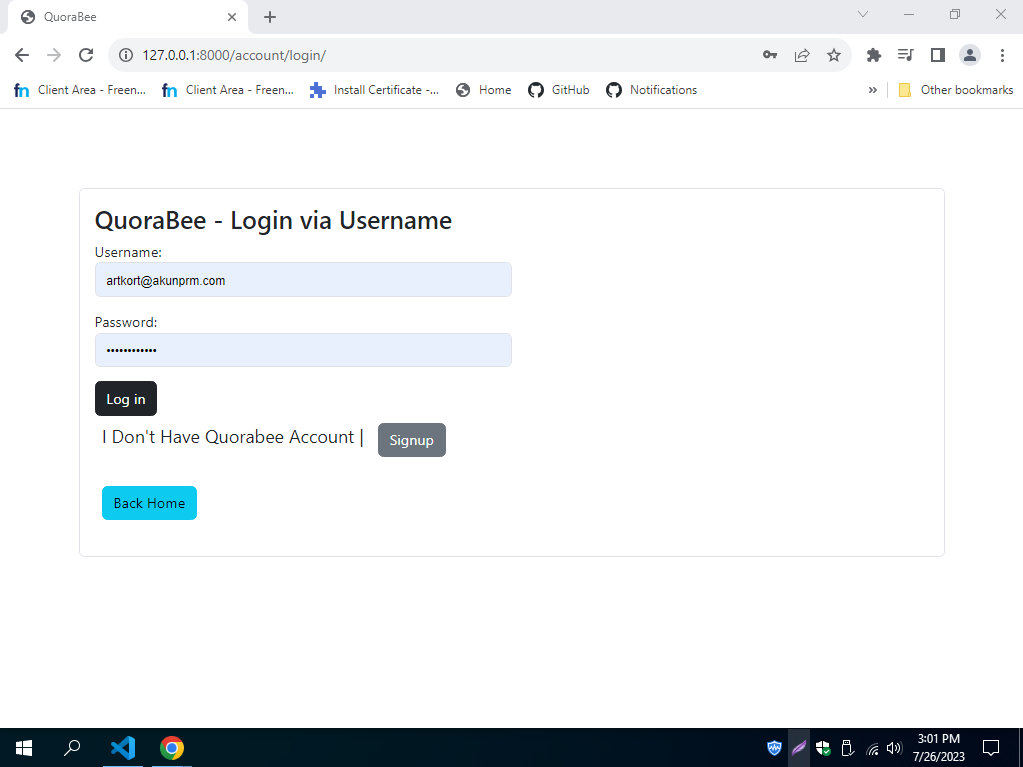 QuoraBee
127.0.0.1:8000/account/login/
Client Area - Freen... Client Area - Freen... Install Certificate -... Home GitHub Notifications » Other bookmarks
QuoraBee - Login via Username
Username:
artkort@akunprm.com
Password:
••••••••••••
Log in
I Don't Have Quorabee Account | Signup
Back Home
3:01 PM
7/26/2023